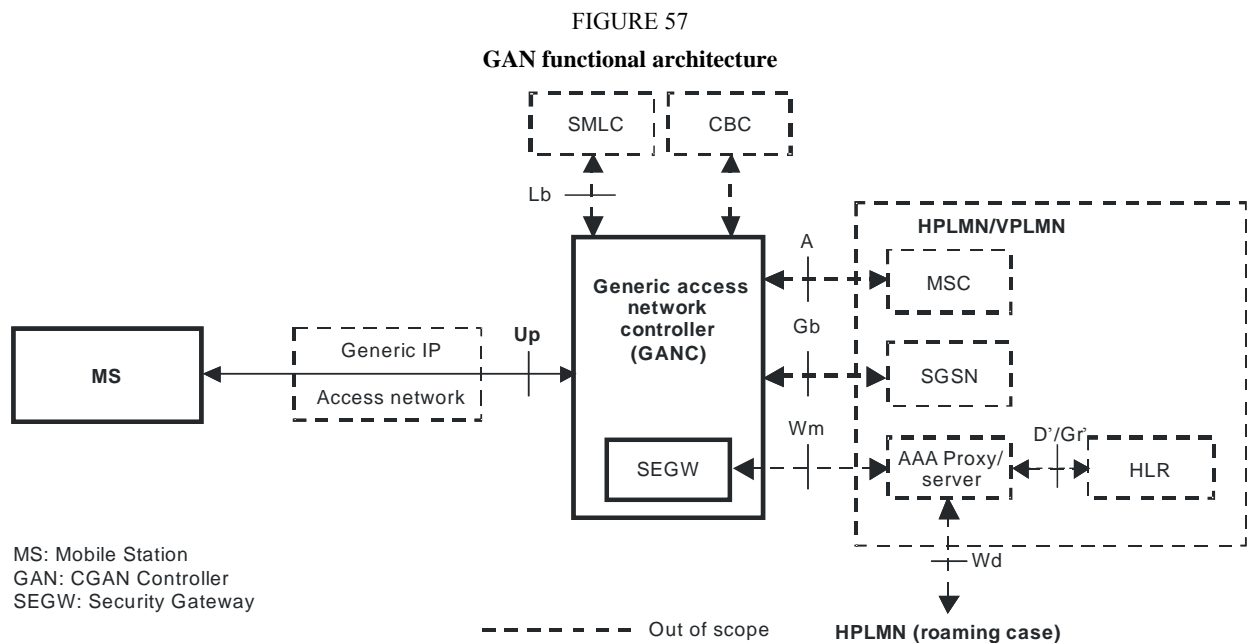 FIGURE 57
GAN functional architecture
SMLC
CBC
Lb
HPLMN/VPLMN
A
MSC
Generic access
network
controller
(GANC)
Gb
Up
Generic IP
Access network
MS
SGSN
Wm
D'/Gr'
SEGW
AAA Proxy/
server
HLR
Wd
MS: Mobile Station
GAN: CGAN Controller
SEGW: Security Gateway
Out of scope
HPLMN (roaming case)